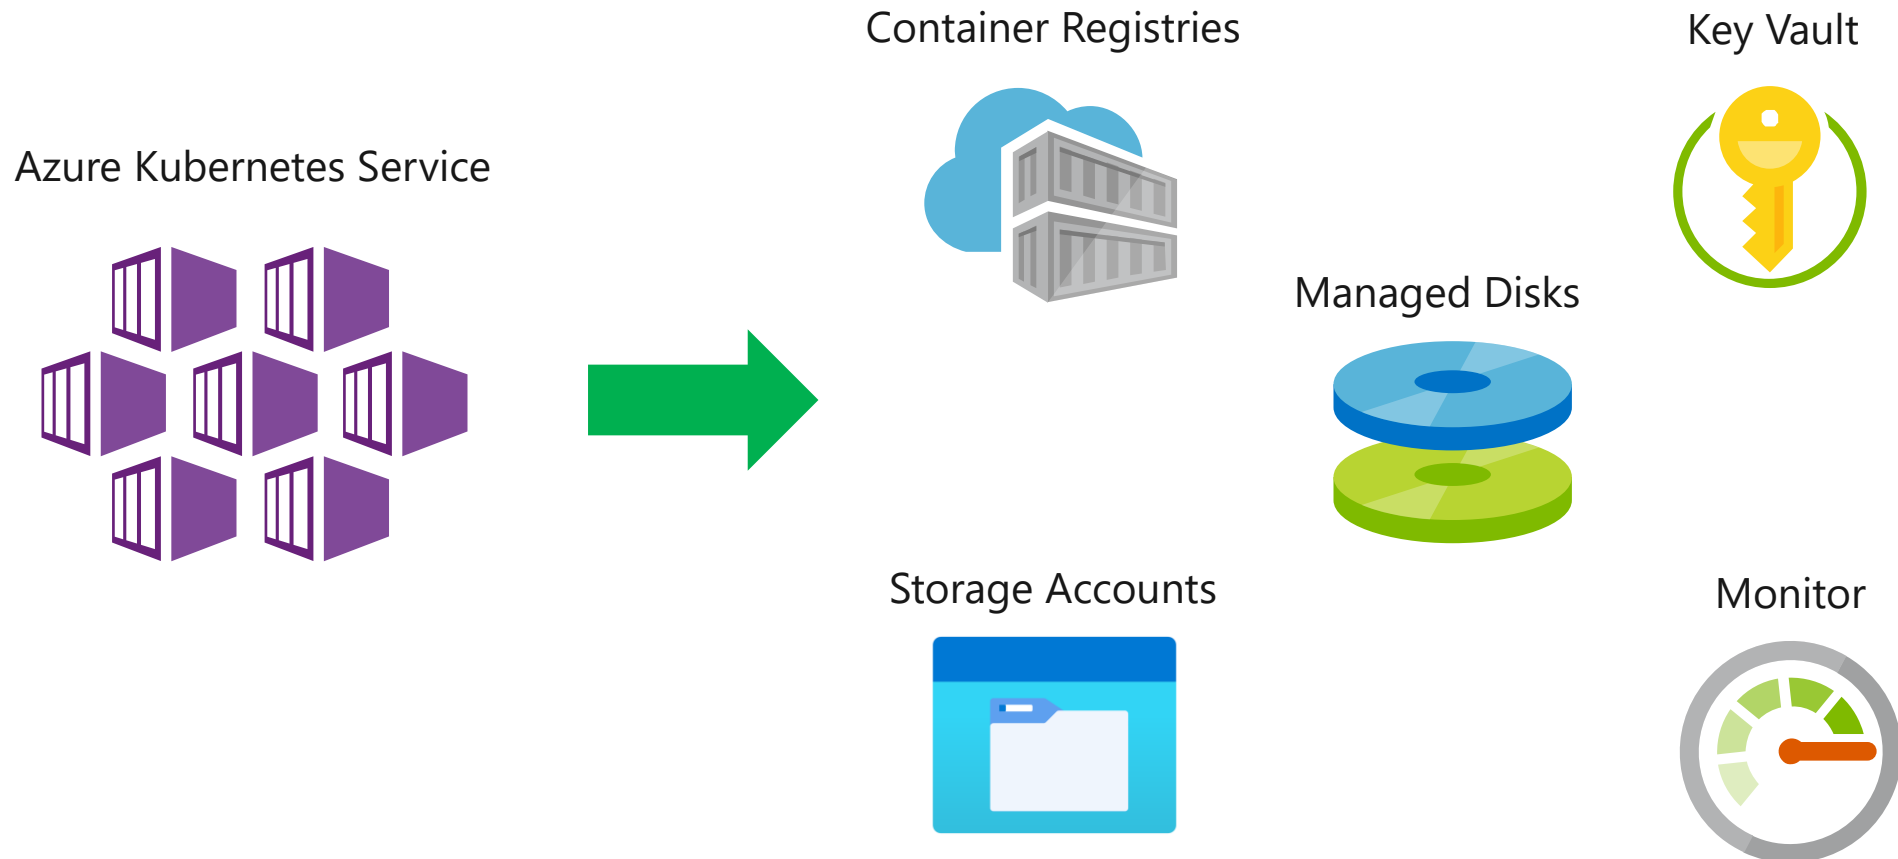 Azure Kubernetes Service
Container Registries
Key Vault
Managed Disks
Storage Accounts
Monitor